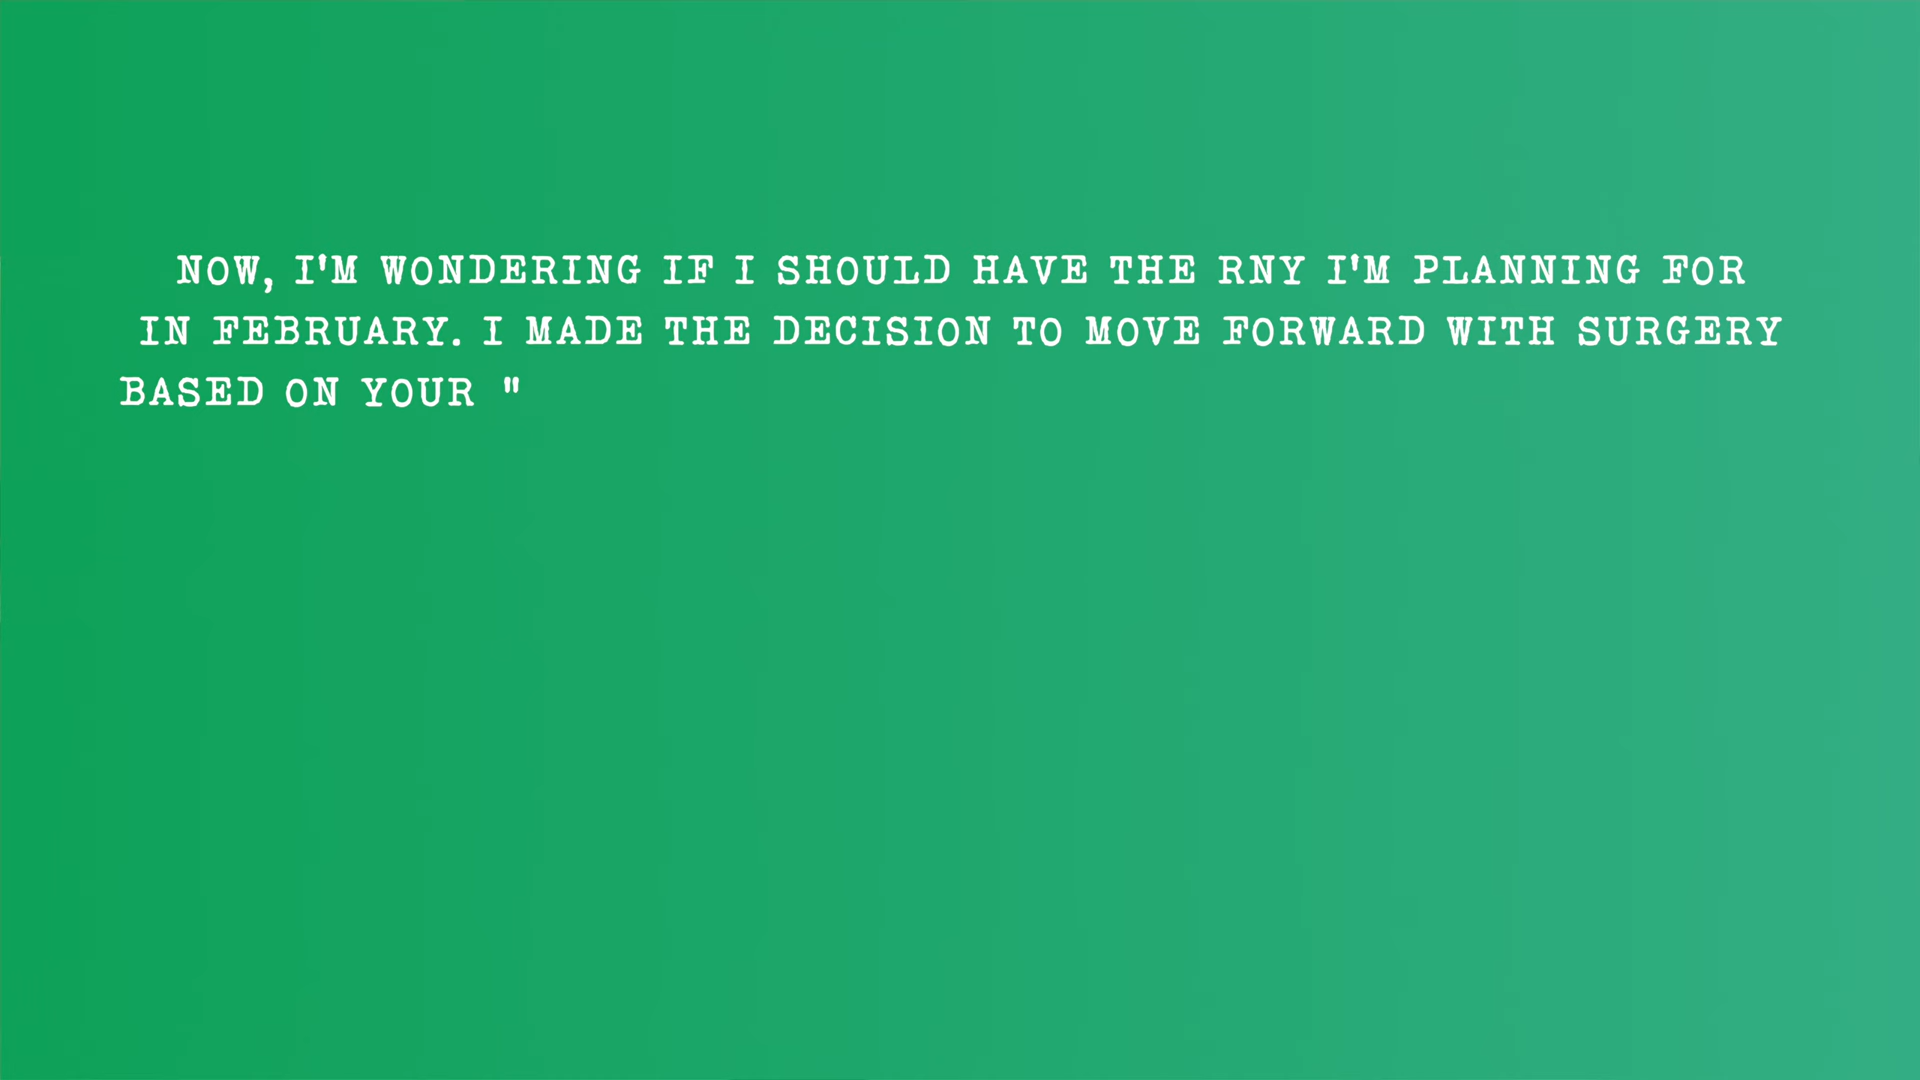 NOW, I'M WONDERING IF I SHOULD HAVE THE RNY I'M PLANNING FOR
IN FEBRUARY. I MADE THE DECISION TO MOVE FORWARD WITH SURGERY
BASED ON YOUR "